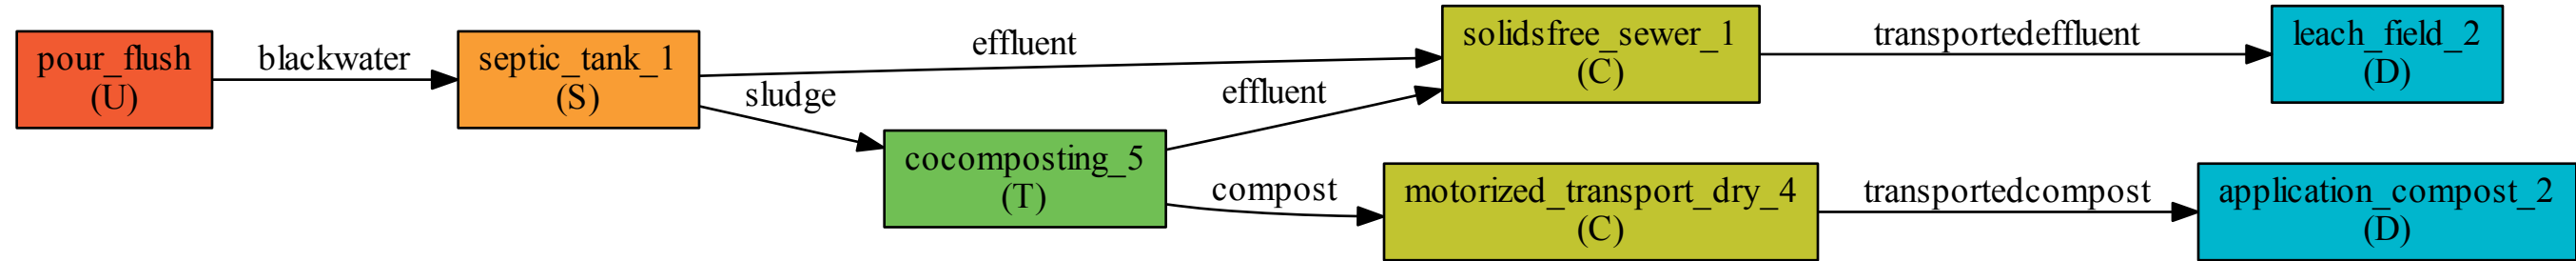 pour_flush
(U)
blackwater
septic_tank_1
(S)
effluent
sludge
cocomposting_5
(T)
effluent
compost
solidsfree_sewer_1
(C)
motorized_transport_dry_4
(C)
transportedeffluent
transportedcompost
leach_field_2
(D)
application_compost_2
(D)